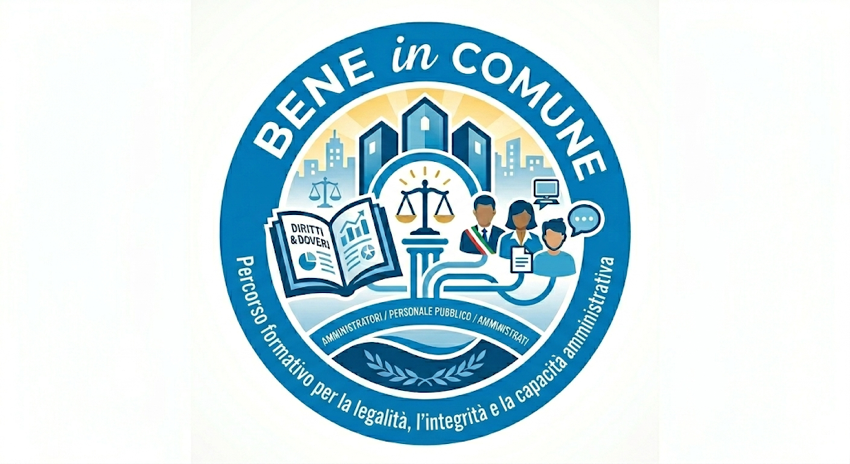 BENE in COMUNE
DIRITTI
& DOVERI
AMMINISTRATORI / PERSONALE PUBBLICO / AMMINISTRATI
Percorso formativo per la legalità, l'integrità e la capacità amministrativa